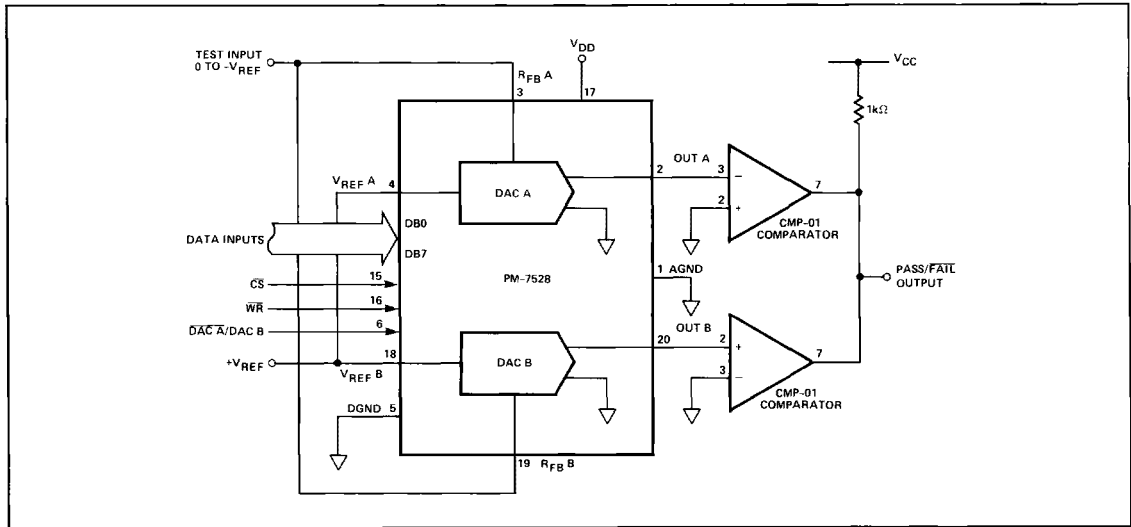 TEST INPUT
0 TO -VREF
VDD
VCC
RFB A
3
17
1kΩ
VREF A
4
DAC A
2
OUT A
3
−
7
2
+
CMP-01
COMPARATOR
DB0
DATA INPUTS
DB7
PM-7528
1 AGND
PASS/FAIL
OUTPUT
CS
15
WR
16
DAC A/DAC B
6
OUT B
20
2
+
7
+VREF
18
VREF B
DAC B
3
−
CMP-01
COMPARATOR
DGND
5
19
RFB B